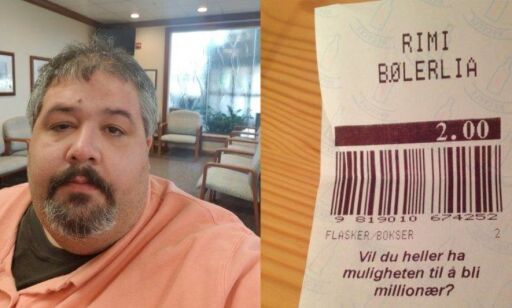 RIMI
BØLERLIA
2.00
9 819010 674252
FLASKER/BOKSER 2
Vil du heller ha
muligheten til å bli
millionær?